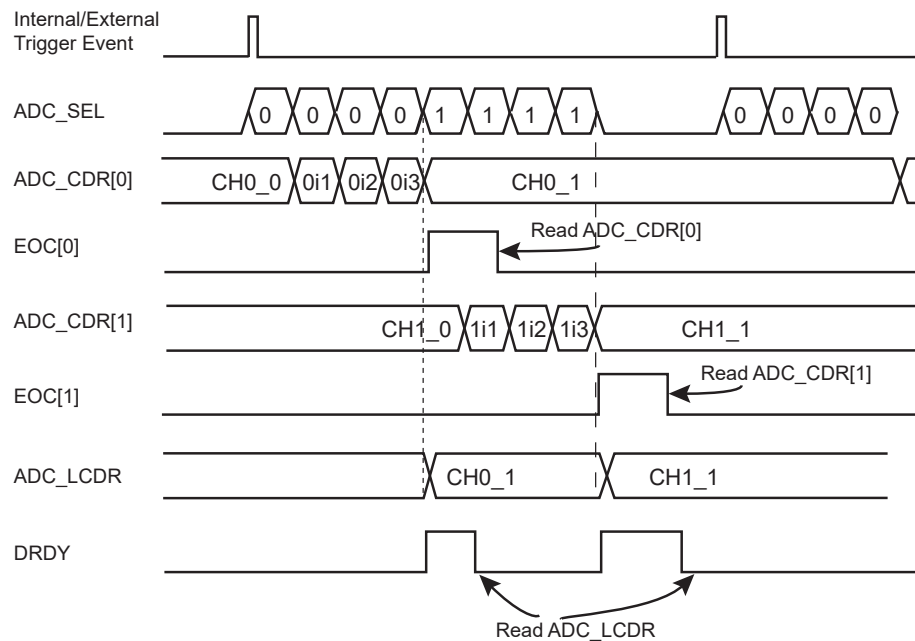 Internal/External
Trigger Event
ADC_SEL 0 0 0 0 1 1 1 1 0 0 0 0
ADC_CDR[0] CH0_0 0i1 0i2 0i3 CH0_1
EOC[0] Read ADC_CDR[0]
ADC_CDR[1] CH1_0 1i1 1i2 1i3 CH1_1
EOC[1] Read ADC_CDR[1]
ADC_LCDR CH0_1 CH1_1
DRDY
Read ADC_LCDR